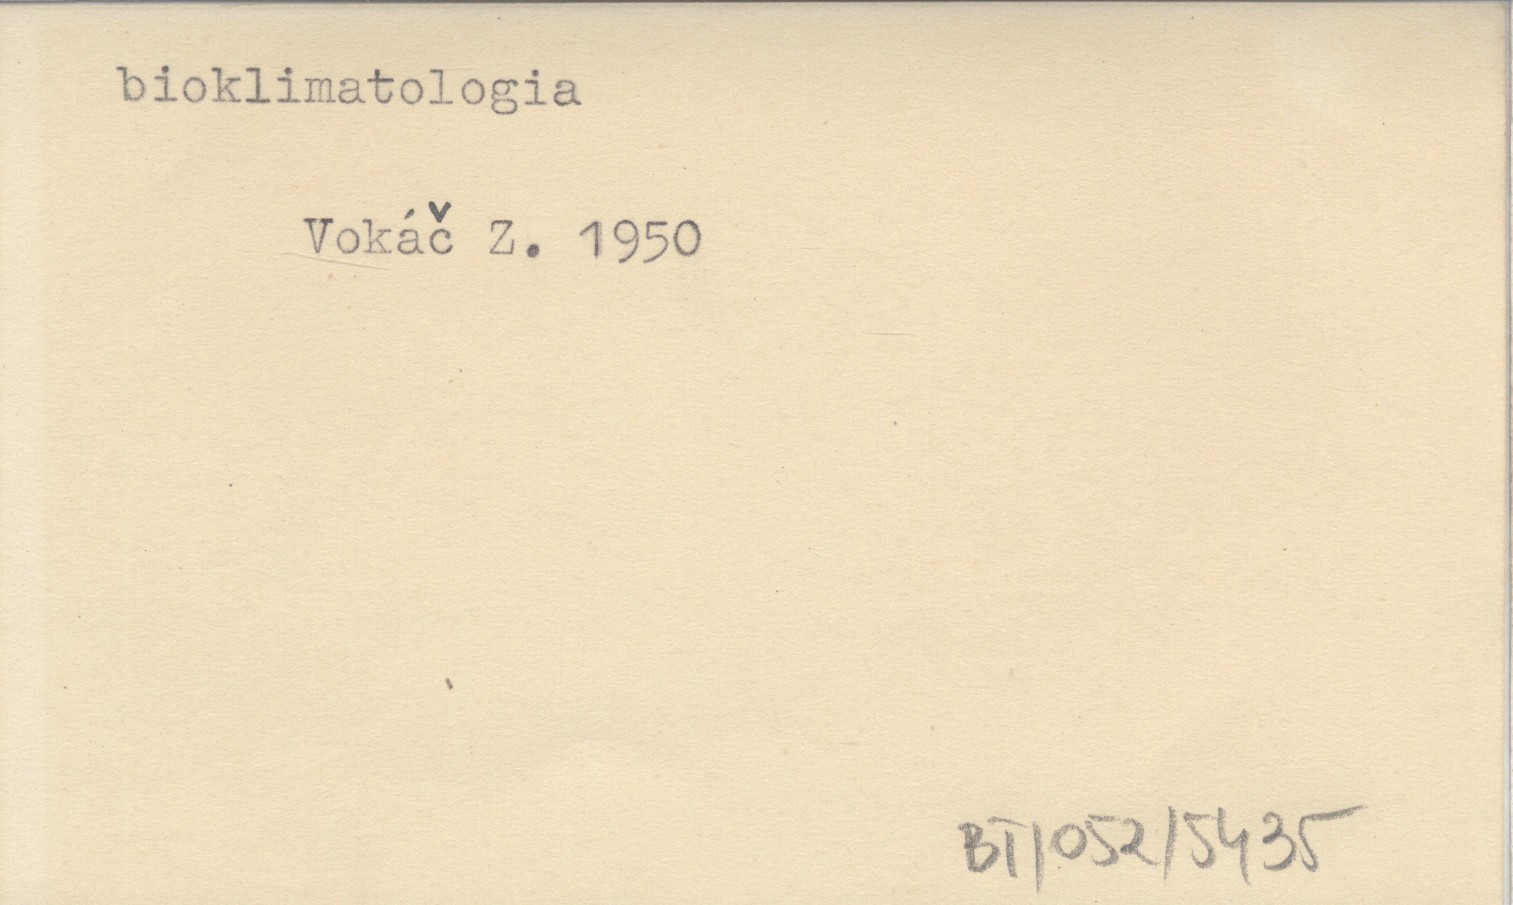 bioklimatologia
Vokáč Z. 1950
BT/052/5435